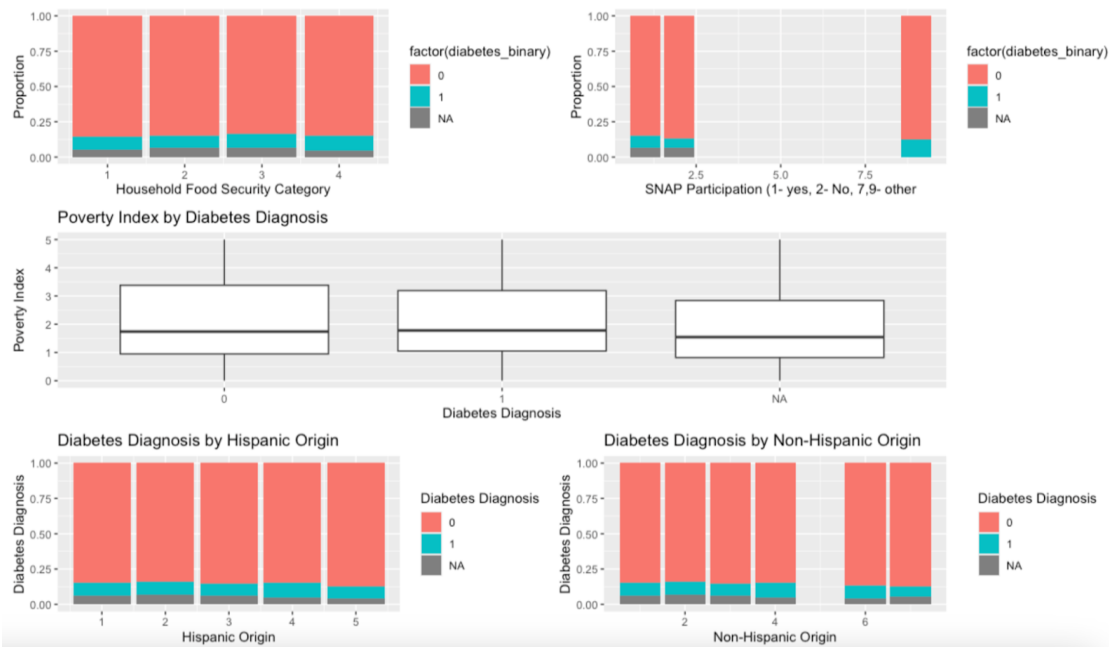 1.00
0.75
0.50
0.25
0.00
Proportion
1 2 3 4
Household Food Security Category
factor(diabetes_binary)
0
1
NA
1.00
0.75
0.50
0.25
0.00
Proportion
2.5 5.0 7.5
SNAP Participation (1- yes, 2- No, 7,9- other
factor(diabetes_binary)
0
1
NA
Poverty Index by Diabetes Diagnosis
5
4
3
2
1
0
Poverty Index
0 1 NA
Diabetes Diagnosis
Diabetes Diagnosis by Hispanic Origin
1.00
0.75
0.50
0.25
0.00
Diabetes Diagnosis
1 2 3 4 5
Hispanic Origin
Diabetes Diagnosis
0
1
NA
Diabetes Diagnosis by Non-Hispanic Origin
1.00
0.75
0.50
0.25
0.00
Diabetes Diagnosis
2 4 6
Non-Hispanic Origin
Diabetes Diagnosis
0
1
NA